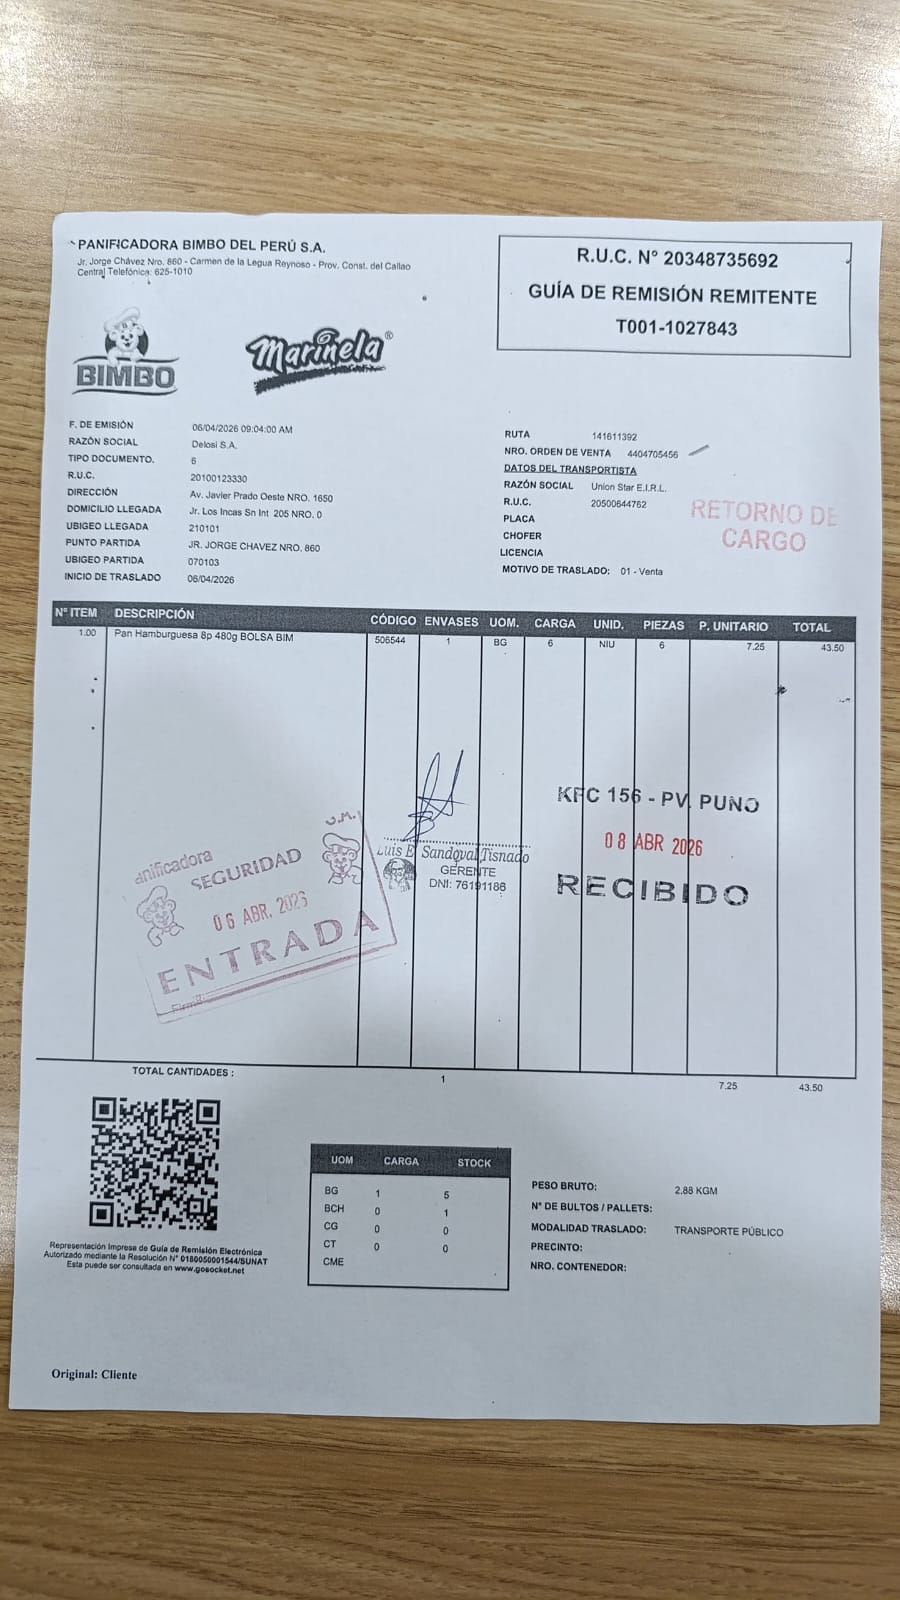 PANIFICADORA BIMBO DEL PERÚ S.A.
Jr. Jorge Chávez Nro. 860 - Carmen de la Legua Reynoso - Prov. Const. del Callao
Central Telefónica: 625-1010
R.U.C. N° 20348735692
GUÍA DE REMISIÓN REMITENTE
T001-1027843
BIMBO
Marinela®
F. DE EMISIÓN 06/04/2026 09:04:00 AM
RAZÓN SOCIAL Delosi S.A.
TIPO DOCUMENTO. 6
R.U.C. 20100123330
DIRECCIÓN Av. Javier Prado Oeste NRO. 1650
DOMICILIO LLEGADA Jr. Los Incas Sn Int 205 NRO. 0
UBIGEO LLEGADA 210101
PUNTO PARTIDA JR. JORGE CHAVEZ NRO. 860
UBIGEO PARTIDA 070103
INICIO DE TRASLADO 06/04/2026
RUTA 141611392
NRO. ORDEN DE VENTA 4404705456
DATOS DEL TRANSPORTISTA
RAZÓN SOCIAL Union Star E.I.R.L.
R.U.C. 20500644762
PLACA
CHOFER
LICENCIA
MOTIVO DE TRASLADO: 01 - Venta
RETORNO DE
CARGO
N° ITEM DESCRIPCIÓN CÓDIGO ENVASES UOM. CARGA UNID. PIEZAS P. UNITARIO TOTAL
1.00 Pan Hamburguesa 8p 480g BOLSA BIM 506544 1 BG 6 NIU 6 7.25 43.50
KFC 156 - PV. PUNO
08 ABR 2026
RECIBIDO
Luis E Sandoval Tisnado
GERENTE
DNI: 76191186
J.M.
anificadora
SEGURIDAD
06 ABR. 2026
ENTRADA
Firma:
TOTAL CANTIDADES : 1 7.25 43.50
UOM CARGA STOCK
BG 1 5
BCH 0 1
CG 0 0
CT 0 0
CME
PESO BRUTO: 2.88 KGM
N° DE BULTOS / PALLETS:
MODALIDAD TRASLADO: TRANSPORTE PÚBLICO
PRECINTO:
NRO. CONTENEDOR:
Representación Impresa de Guía de Remisión Electrónica
Autorizado mediante la Resolución N° 0180050001544/SUNAT
Esta puede ser consultada en www.gosocket.net
Original: Cliente